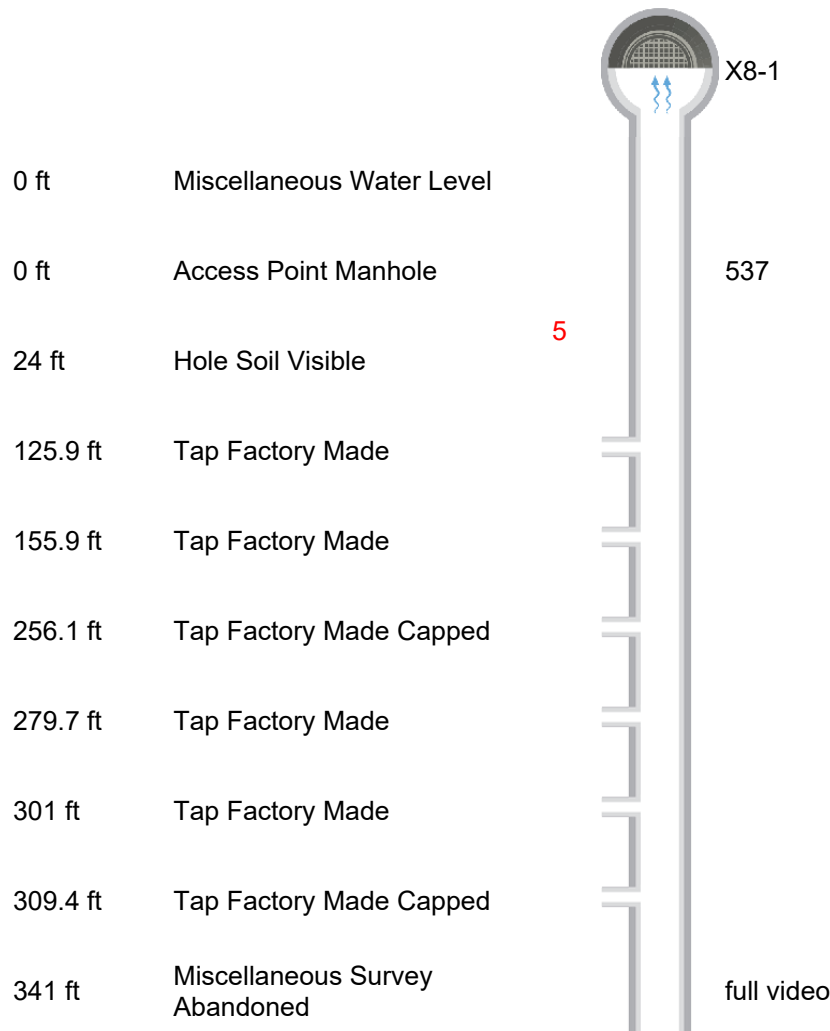 X8-1
0 ft Miscellaneous Water Level
0 ft Access Point Manhole 537
5
24 ft Hole Soil Visible
125.9 ft Tap Factory Made
155.9 ft Tap Factory Made
256.1 ft Tap Factory Made Capped
279.7 ft Tap Factory Made
301 ft Tap Factory Made
309.4 ft Tap Factory Made Capped
341 ft Miscellaneous Survey
Abandoned full video